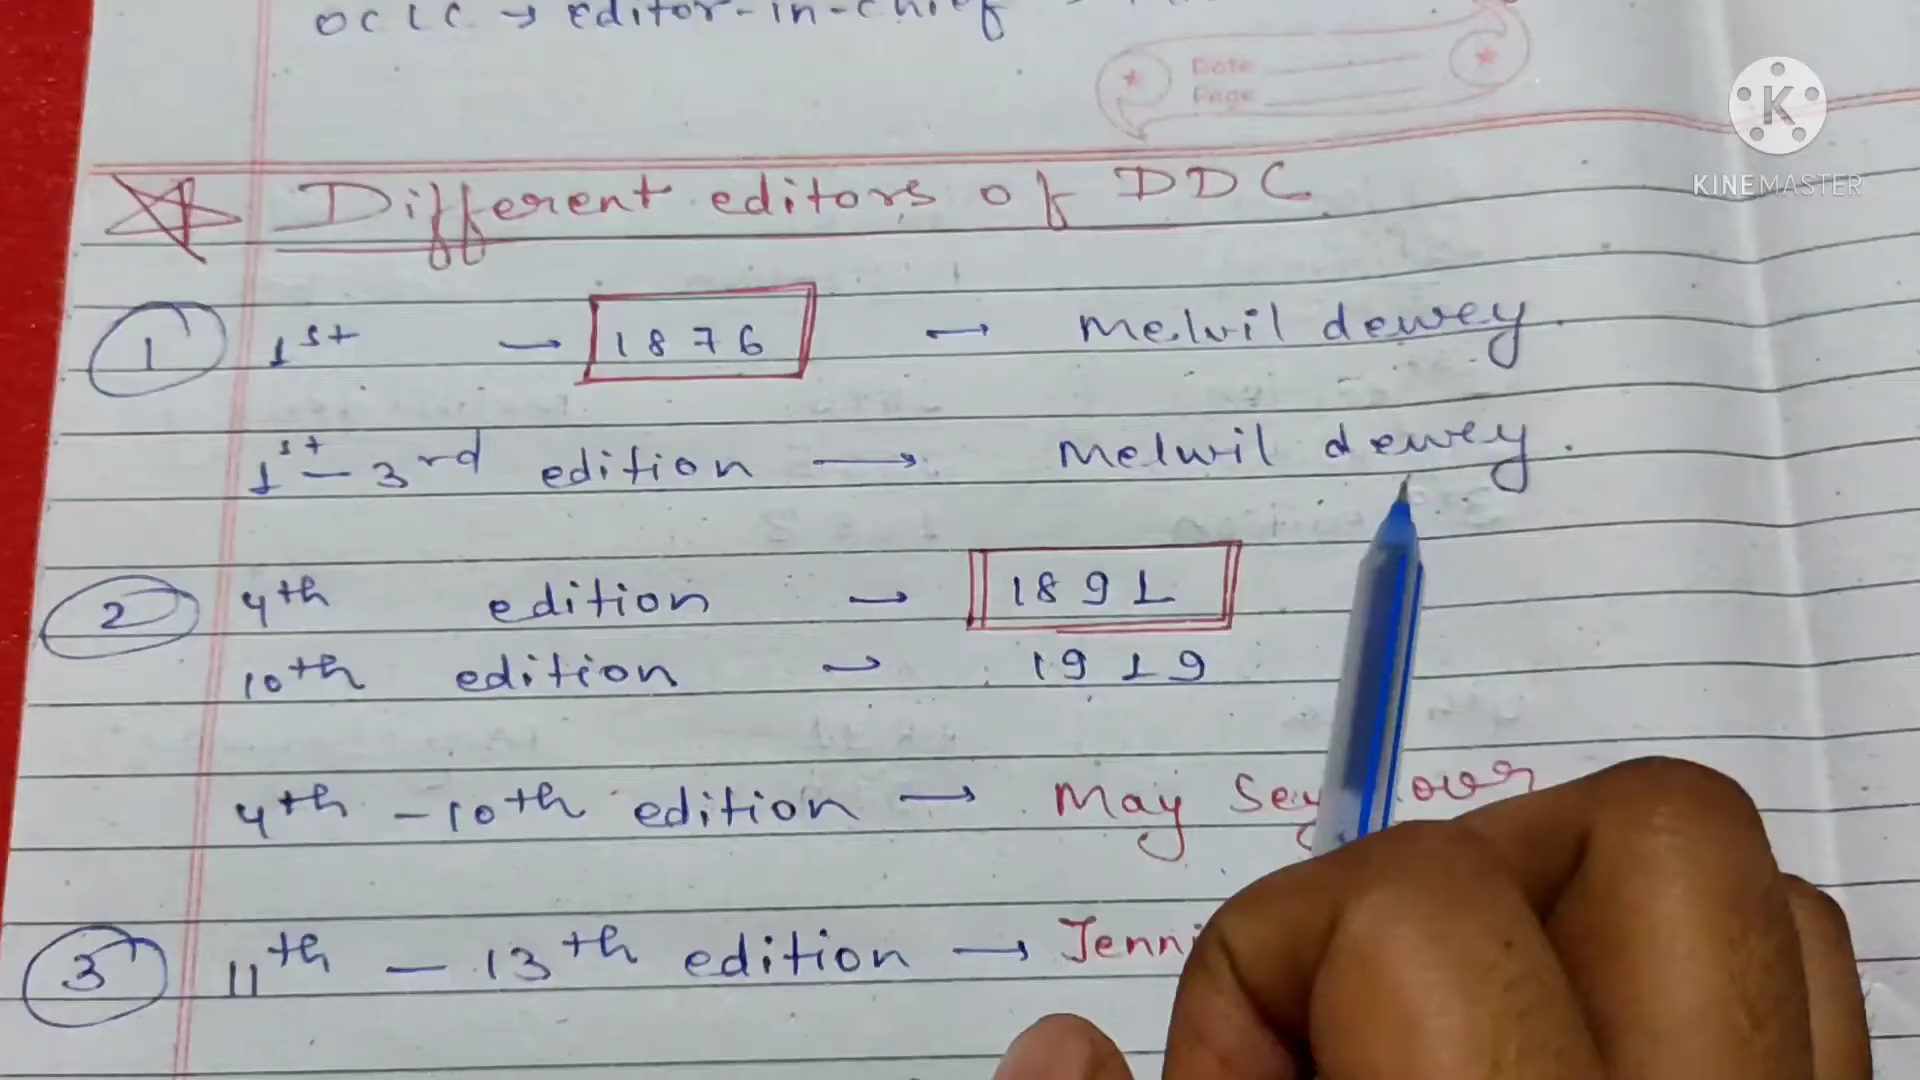 OCLC → editor-in-chief
Date
Page
KINEMASTER
Different editors of DDC
1 1st → 1876 → Melvil dewey.
1st - 3rd edition → Melwil dewey.
2 4th edition → 1891
10th edition → 1919
4th - 10th edition → May
3 11th - 13th edition →